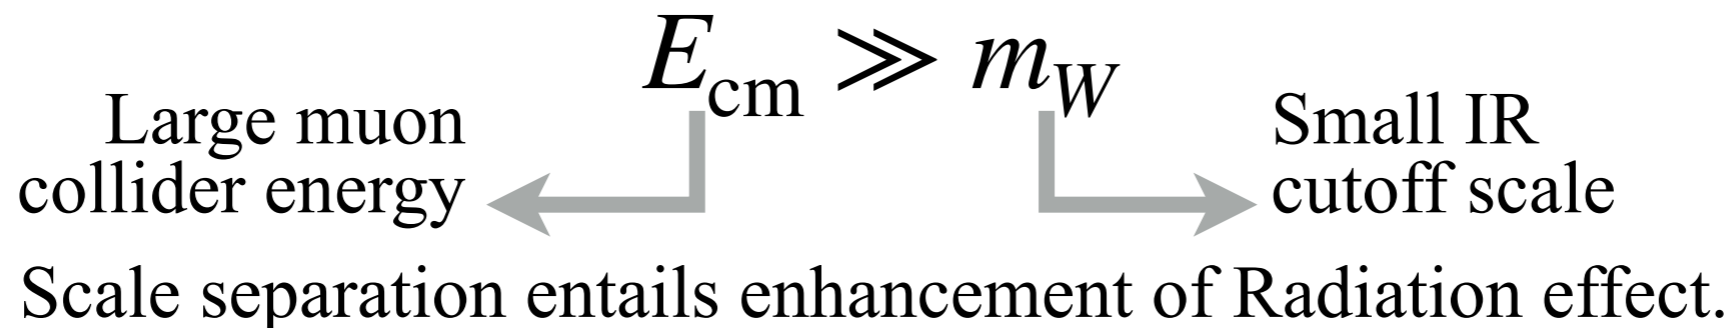 E_cm ≫ m_W
Large muon
collider energy
Small IR
cutoff scale
Scale separation entails enhancement of Radiation effect.